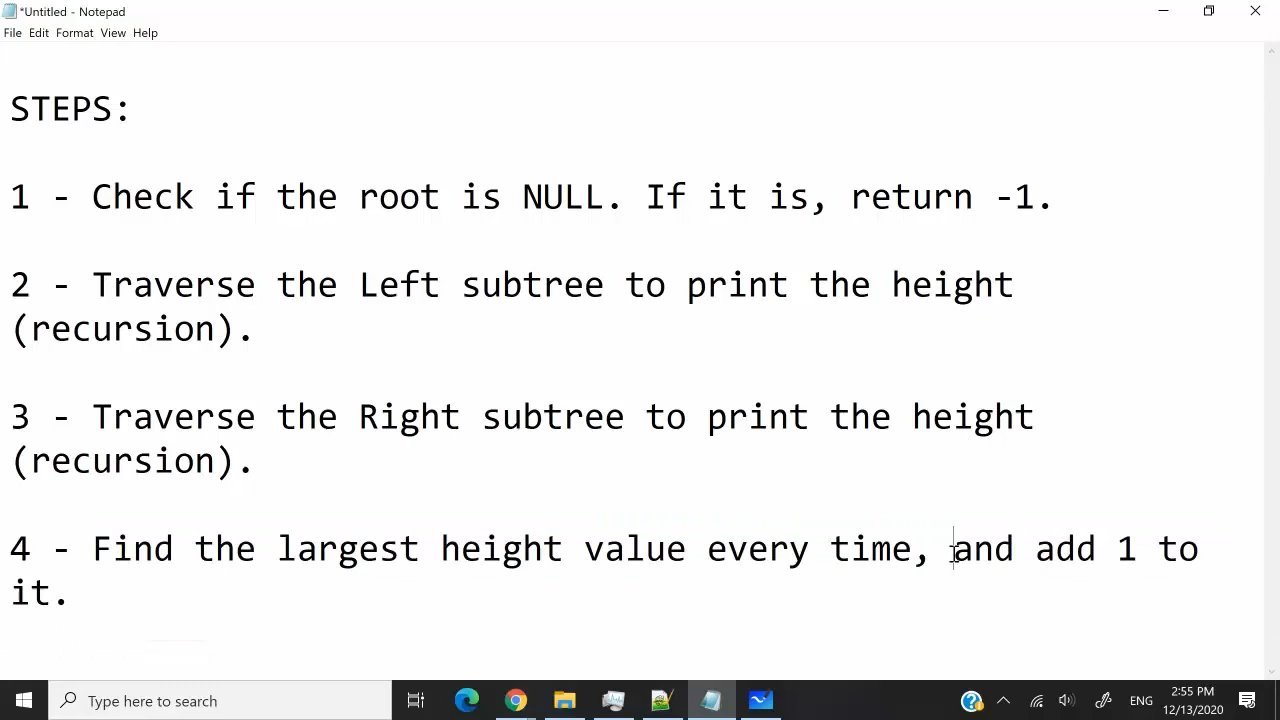 *Untitled - Notepad
File Edit Format View Help
STEPS:
1 - Check if the root is NULL. If it is, return -1.
2 - Traverse the Left subtree to print the height
(recursion).
3 - Traverse the Right subtree to print the height
(recursion).
4 - Find the largest height value every time, and add 1 to
it.
Type here to search
ENG
2:55 PM
12/13/2020